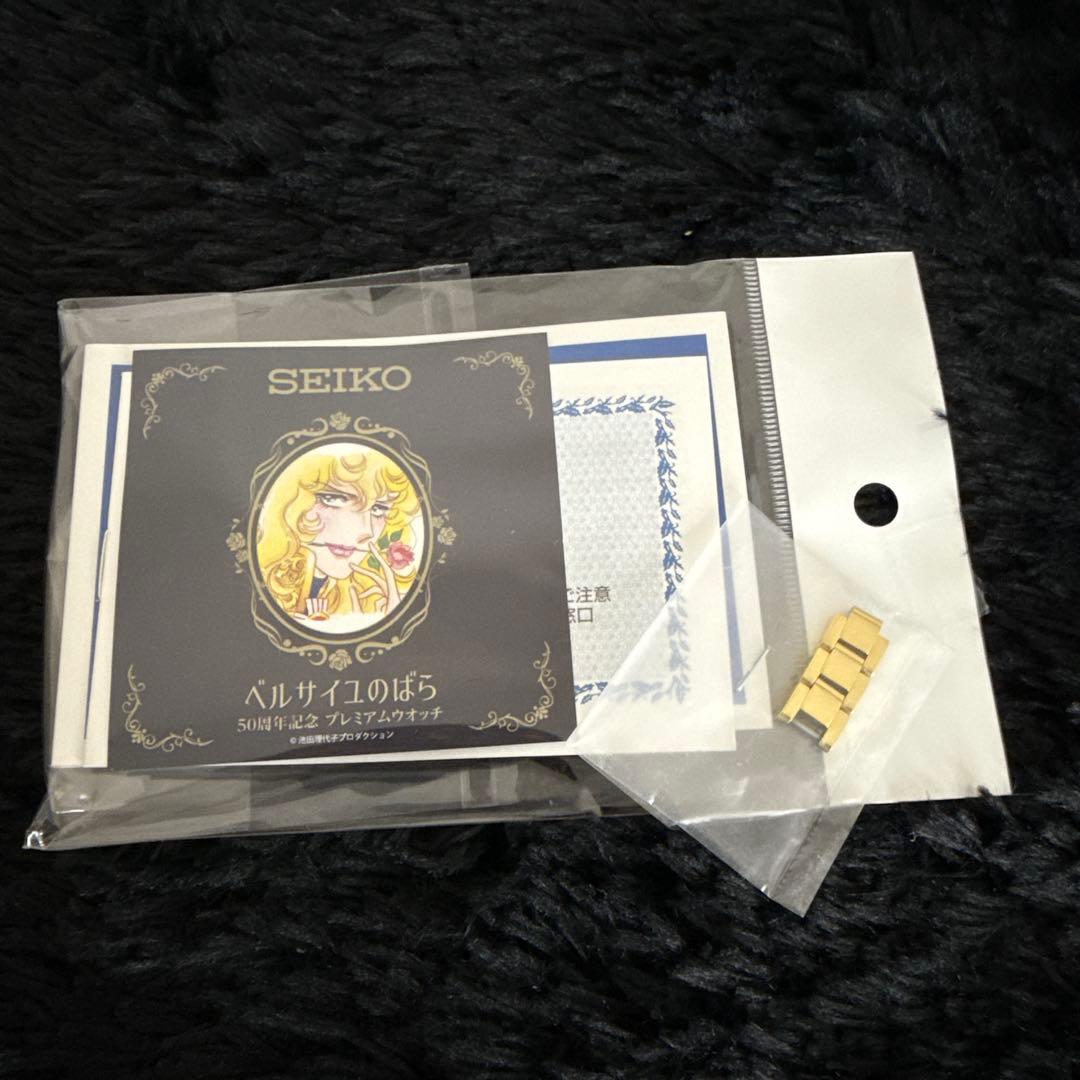 SEIKO
ベルサイユのばら
50周年記念 プレミアムウオッチ
©池田理代子プロダクション
ご注意
窓口